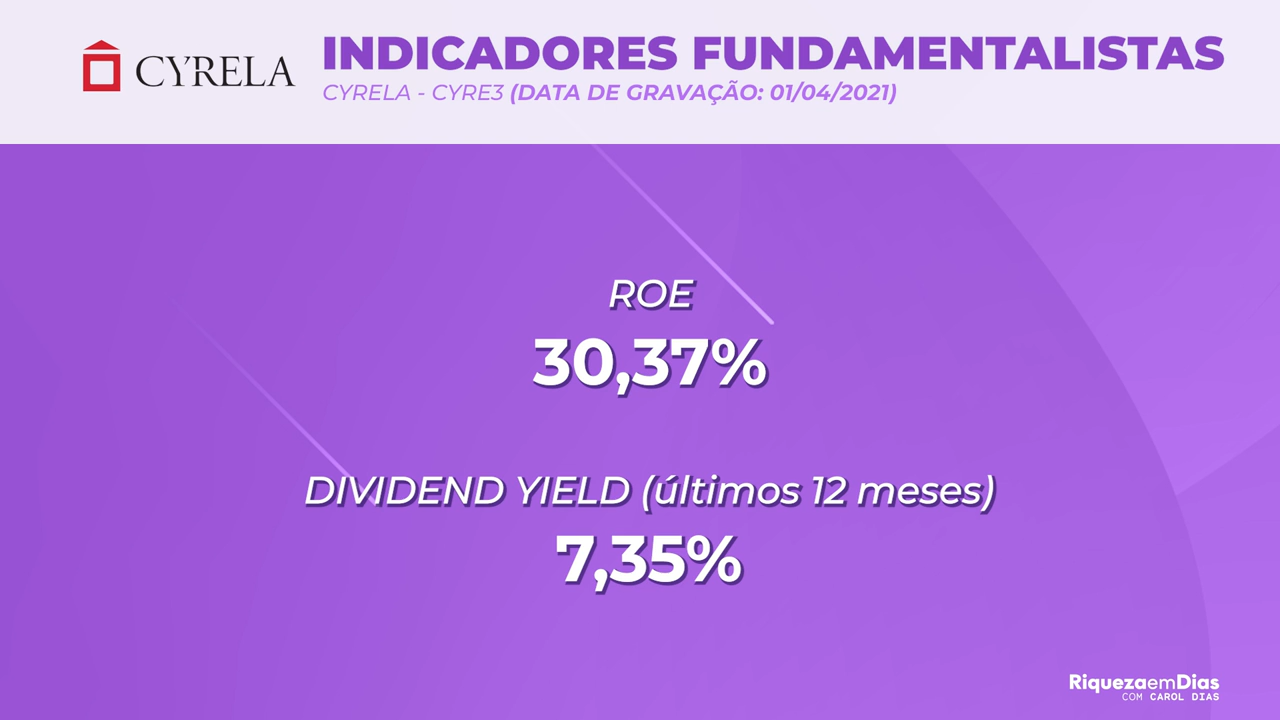 CYRELA
INDICADORES FUNDAMENTALISTAS
CYRELA - CYRE3 (DATA DE GRAVAÇÃO: 01/04/2021)
ROE
30,37%
DIVIDEND YIELD (últimos 12 meses)
7,35%
RiquezaemDias
COM CAROL DIAS